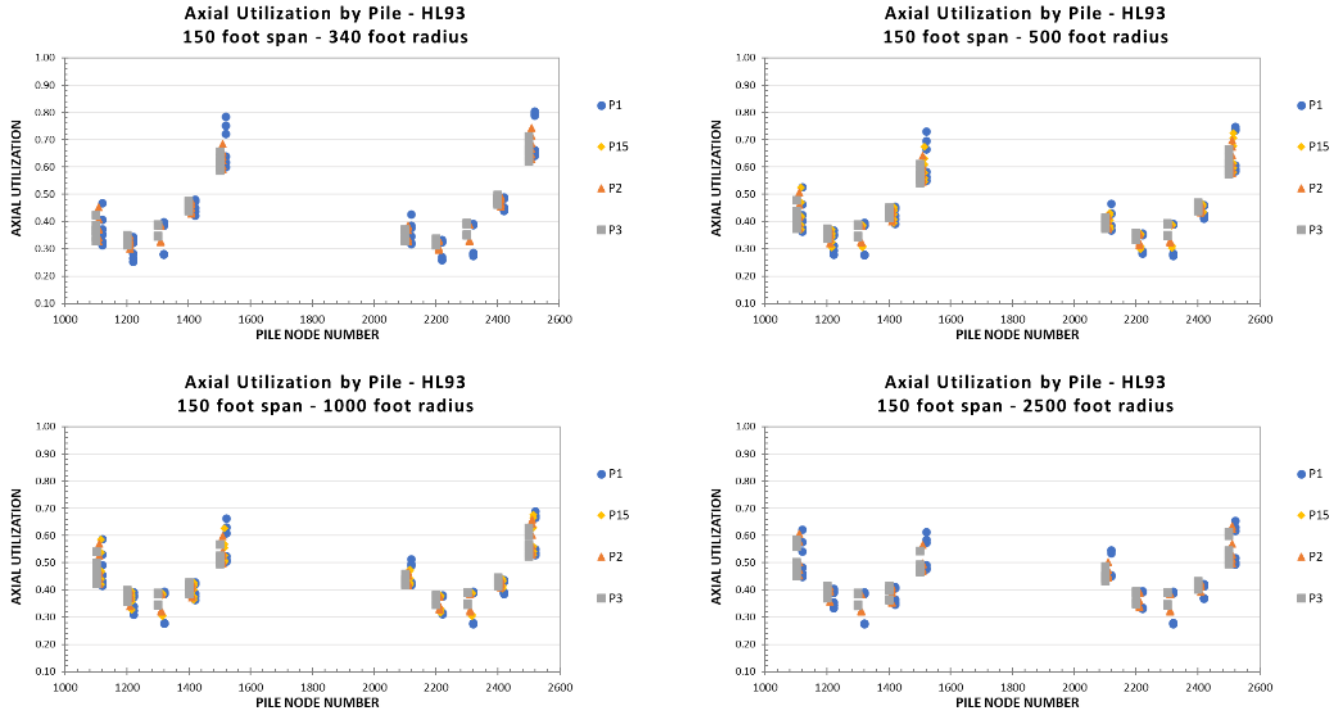 Axial Utilization by Pile - HL93
150 foot span - 340 foot radius
AXIAL UTILIZATION
1.00
0.90
0.80
0.70
0.60
0.50
0.40
0.30
0.20
0.10
1000 1200 1400 1600 1800 2000 2200 2400 2600
PILE NODE NUMBER
P1
P15
P2
P3
Axial Utilization by Pile - HL93
150 foot span - 500 foot radius
AXIAL UTILIZATION
1.00
0.90
0.80
0.70
0.60
0.50
0.40
0.30
0.20
0.10
1000 1200 1400 1600 1800 2000 2200 2400 2600
PILE NODE NUMBER
P1
P15
P2
P3
Axial Utilization by Pile - HL93
150 foot span - 1000 foot radius
AXIAL UTILIZATION
1.00
0.90
0.80
0.70
0.60
0.50
0.40
0.30
0.20
0.10
1000 1200 1400 1600 1800 2000 2200 2400 2600
PILE NODE NUMBER
P1
P15
P2
P3
Axial Utilization by Pile - HL93
150 foot span - 2500 foot radius
AXIAL UTILIZATION
1.00
0.90
0.80
0.70
0.60
0.50
0.40
0.30
0.20
0.10
1000 1200 1400 1600 1800 2000 2200 2400 2600
PILE NODE NUMBER
P1
P15
P2
P3